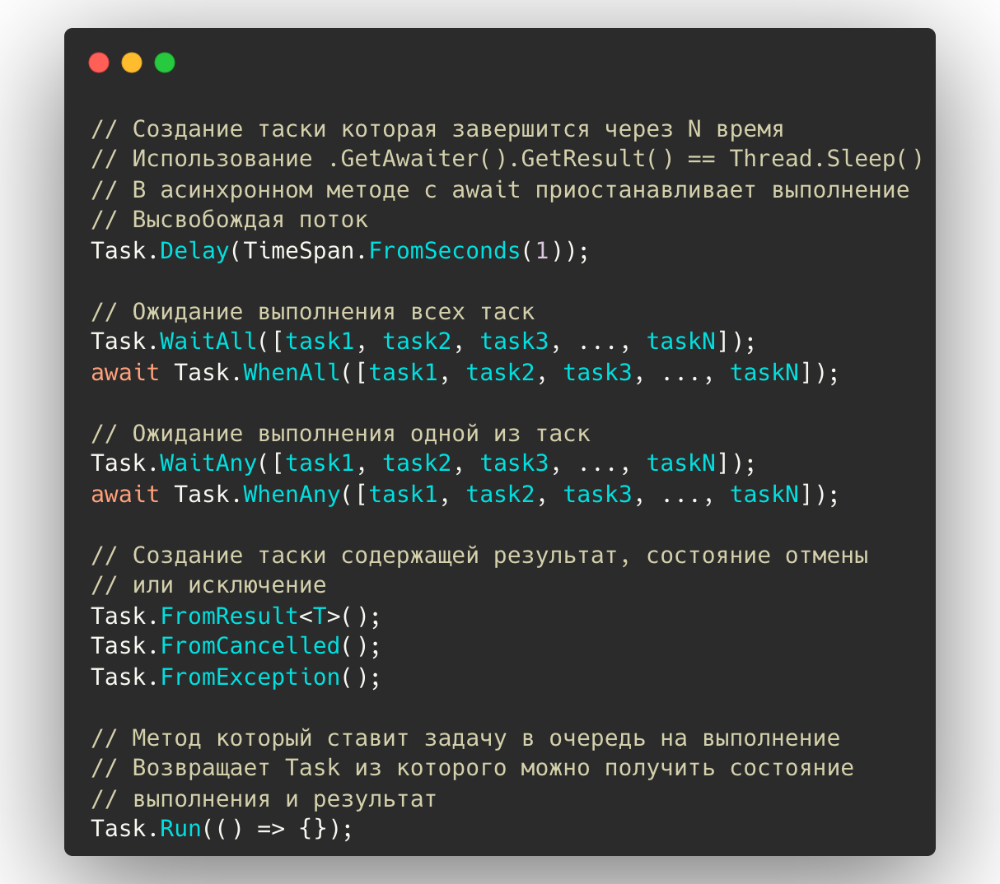 // Создание таски которая завершится через N время
// Использование .GetAwaiter().GetResult() == Thread.Sleep()
// В асинхронном методе с await приостанавливает выполнение
// Высвобождая поток
Task.Delay(TimeSpan.FromSeconds(1));
// Ожидание выполнения всех таск
Task.WaitAll([task1, task2, task3, ..., taskN]);
await Task.WhenAll([task1, task2, task3, ..., taskN]);
// Ожидание выполнения одной из таск
Task.WaitAny([task1, task2, task3, ..., taskN]);
await Task.WhenAny([task1, task2, task3, ..., taskN]);
// Создание таски содержащей результат, состояние отмены
// или исключение
Task.FromResult<T>();
Task.FromCancelled();
Task.FromException();
// Метод который ставит задачу в очередь на выполнение
// Возвращает Task из которого можно получить состояние
// выполнения и результат
Task.Run(() => {});